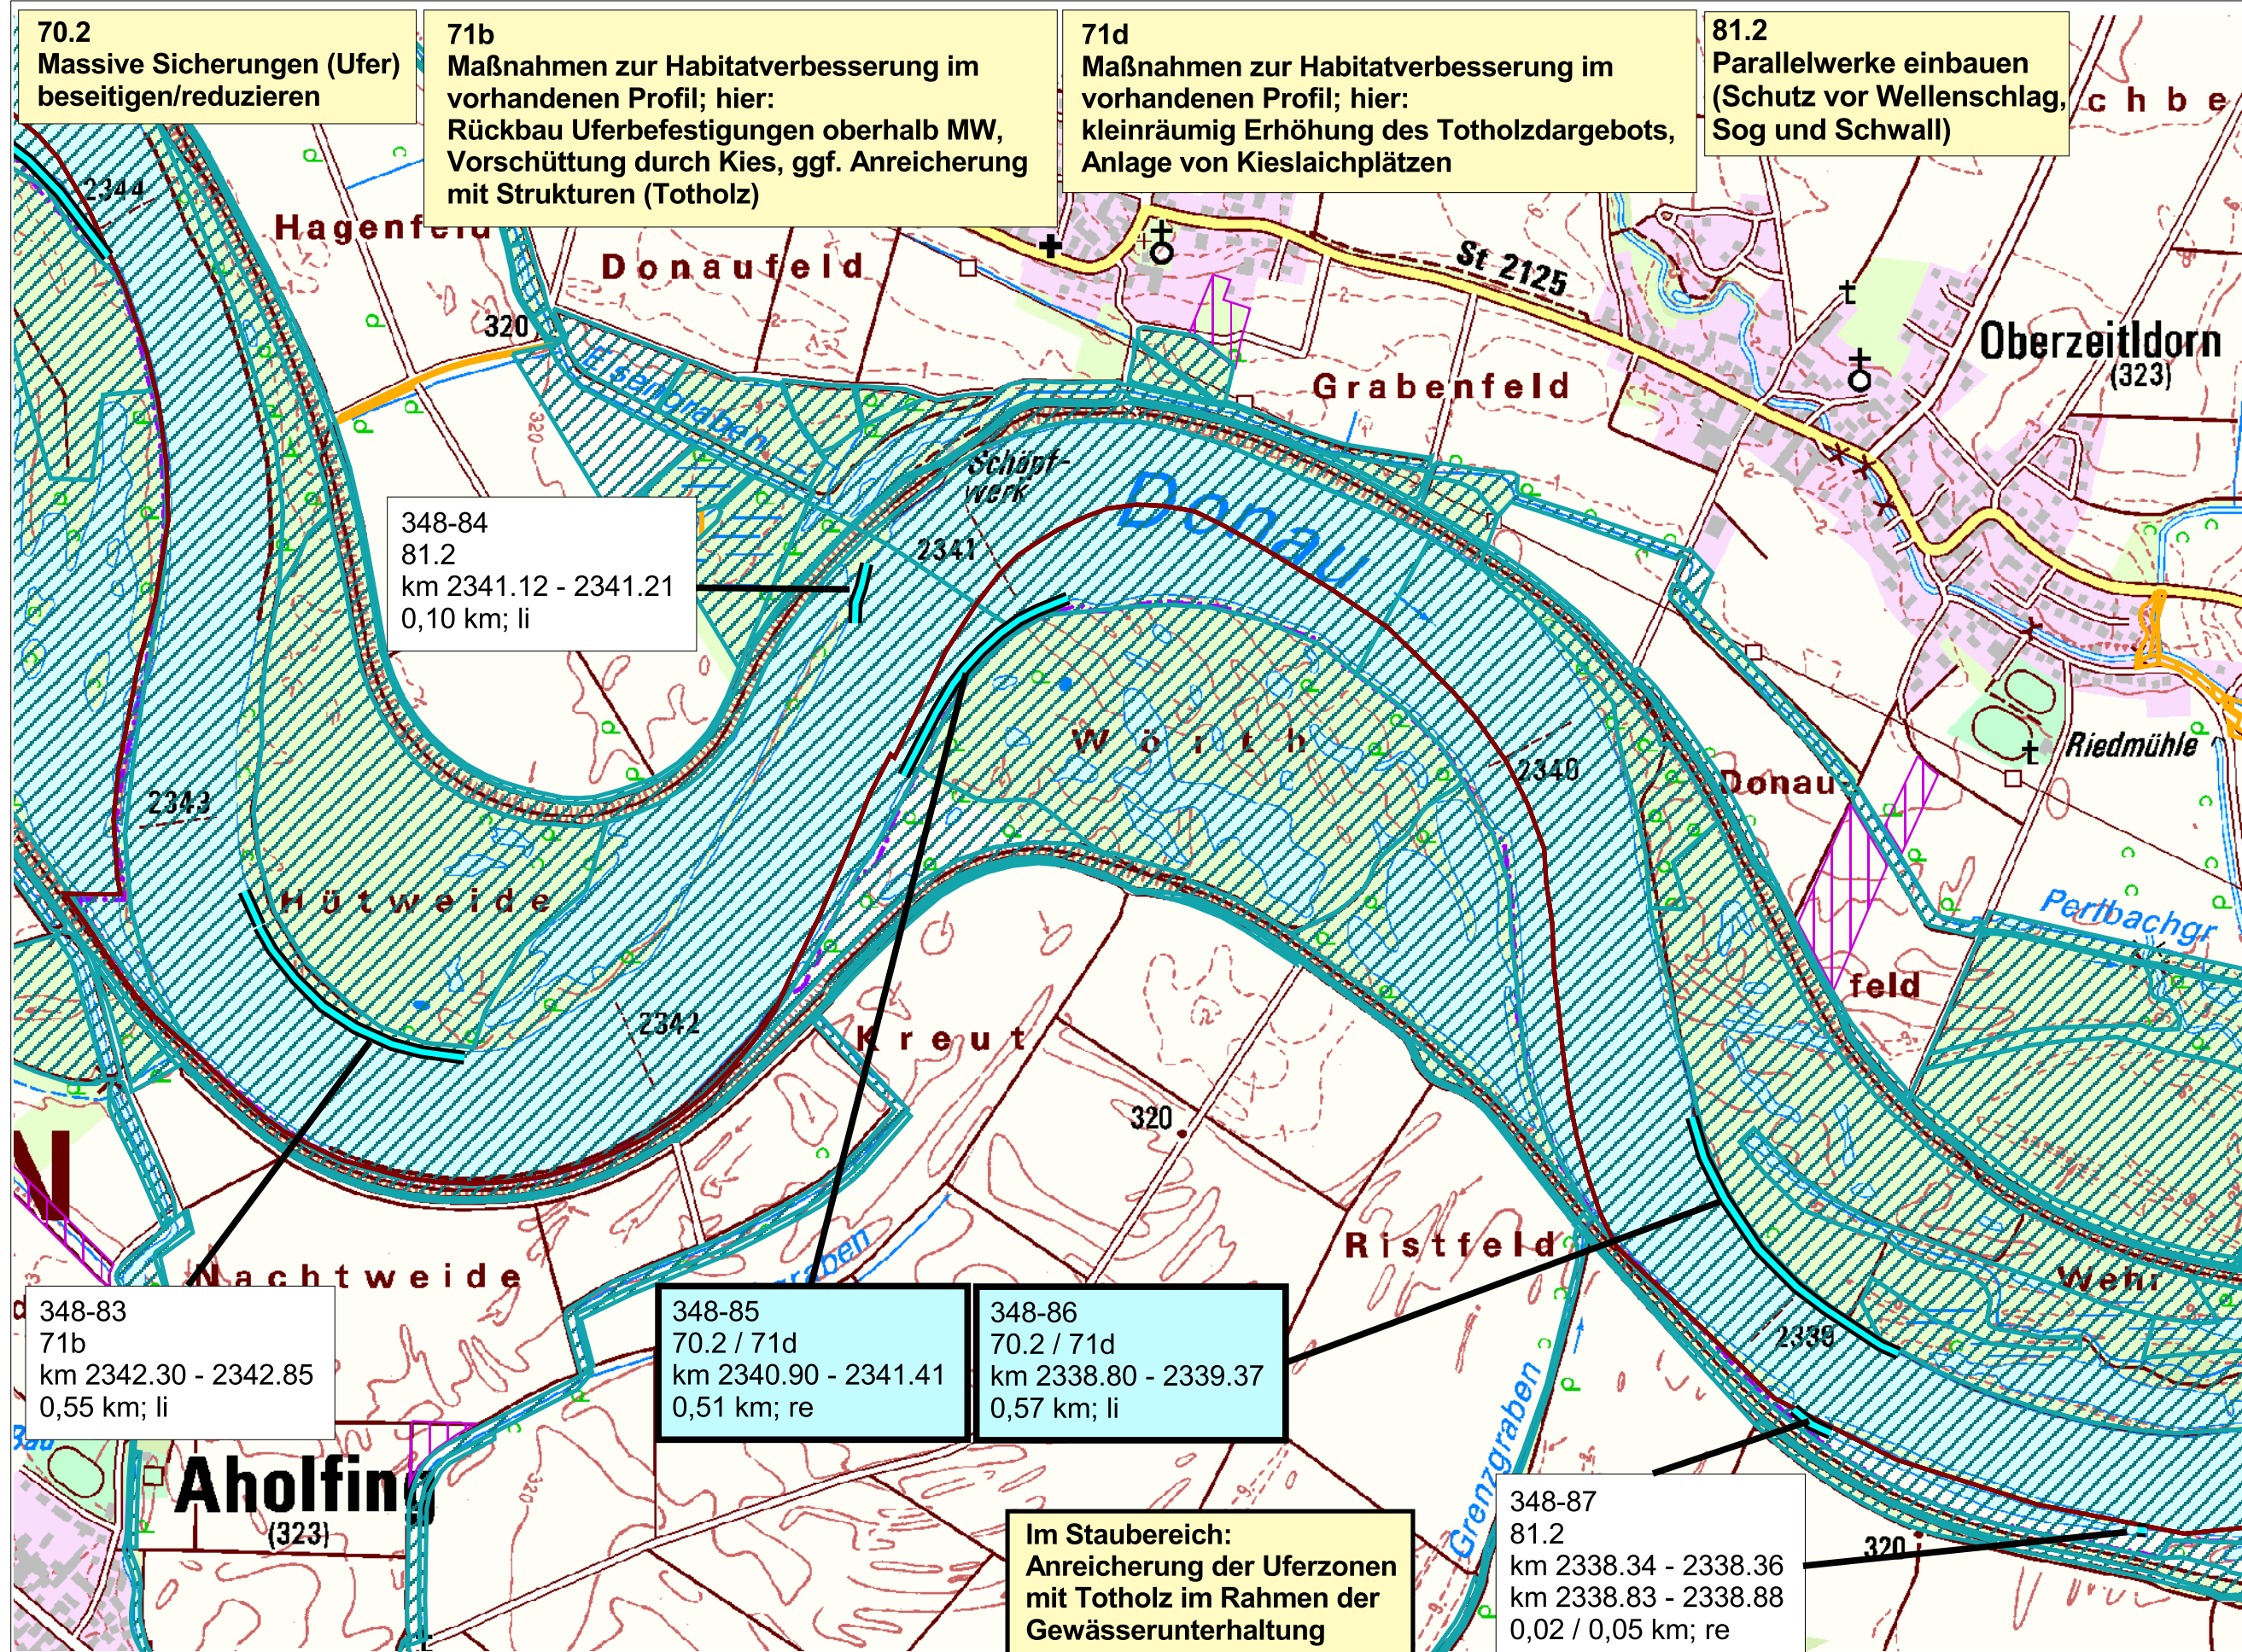 70.2
Massive Sicherungen (Ufer)
beseitigen/reduzieren
71b
Maßnahmen zur Habitatverbesserung im
vorhandenen Profil; hier:
Rückbau Uferbefestigungen oberhalb MW,
Vorschüttung durch Kies, ggf. Anreicherung
mit Strukturen (Totholz)
71d
Maßnahmen zur Habitatverbesserung im
vorhandenen Profil; hier:
kleinräumig Erhöhung des Totholzdargebots,
Anlage von Kieslaichplätzen
81.2
Parallelwerke einbauen
(Schutz vor Wellenschlag,
Sog und Schwall)
chbe
2344
Hagenfeld
Donaufeld
St 2125
320
Oberzeitldorn
(323)
Grabenfeld
320
Schöpf-
werk
Donau
2341
348-84
81.2
km 2341.12 - 2341.21
0,10 km; li
Wörth
2340
Riedmühle
Donau
feld
2343
Hütweide
Perlbachgr
2342
Kreut
320
Ristfeld
Nachtweide
graben
Wehr
2339
348-83
71b
km 2342.30 - 2342.85
0,55 km; li
348-85
70.2 / 71d
km 2340.90 - 2341.41
0,51 km; re
348-86
70.2 / 71d
km 2338.80 - 2339.37
0,57 km; li
Aholfing
(323)
320
Grenzgraben
Im Staubereich:
Anreicherung der Uferzonen
mit Totholz im Rahmen der
Gewässerunterhaltung
348-87
81.2
km 2338.34 - 2338.36
km 2338.83 - 2338.88
0,02 / 0,05 km; re
320